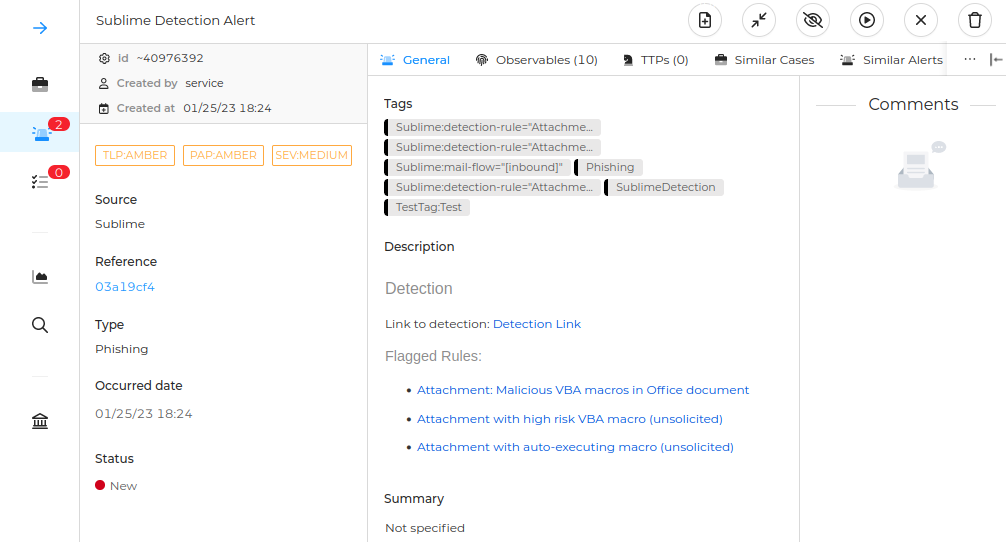 Sublime Detection Alert
Id ~40976392
Created by service
Created at 01/25/23 18:24
2
0
TLP:AMBER PAP:AMBER SEV:MEDIUM
Source
Sublime
Reference
03a19cf4
Type
Phishing
Occurred date
01/25/23 18:24
Status
New
General Observables (10) TTPs (0) Similar Cases Similar Alerts ...
Tags
Sublime:detection-rule="Attachme...
Sublime:detection-rule="Attachme...
Sublime:mail-flow="[inbound]" Phishing
Sublime:detection-rule="Attachme... SublimeDetection
TestTag:Test
Description
Detection
Link to detection: Detection Link
Flagged Rules:
• Attachment: Malicious VBA macros in Office document
• Attachment with high risk VBA macro (unsolicited)
• Attachment with auto-executing macro (unsolicited)
Summary
Not specified
Comments